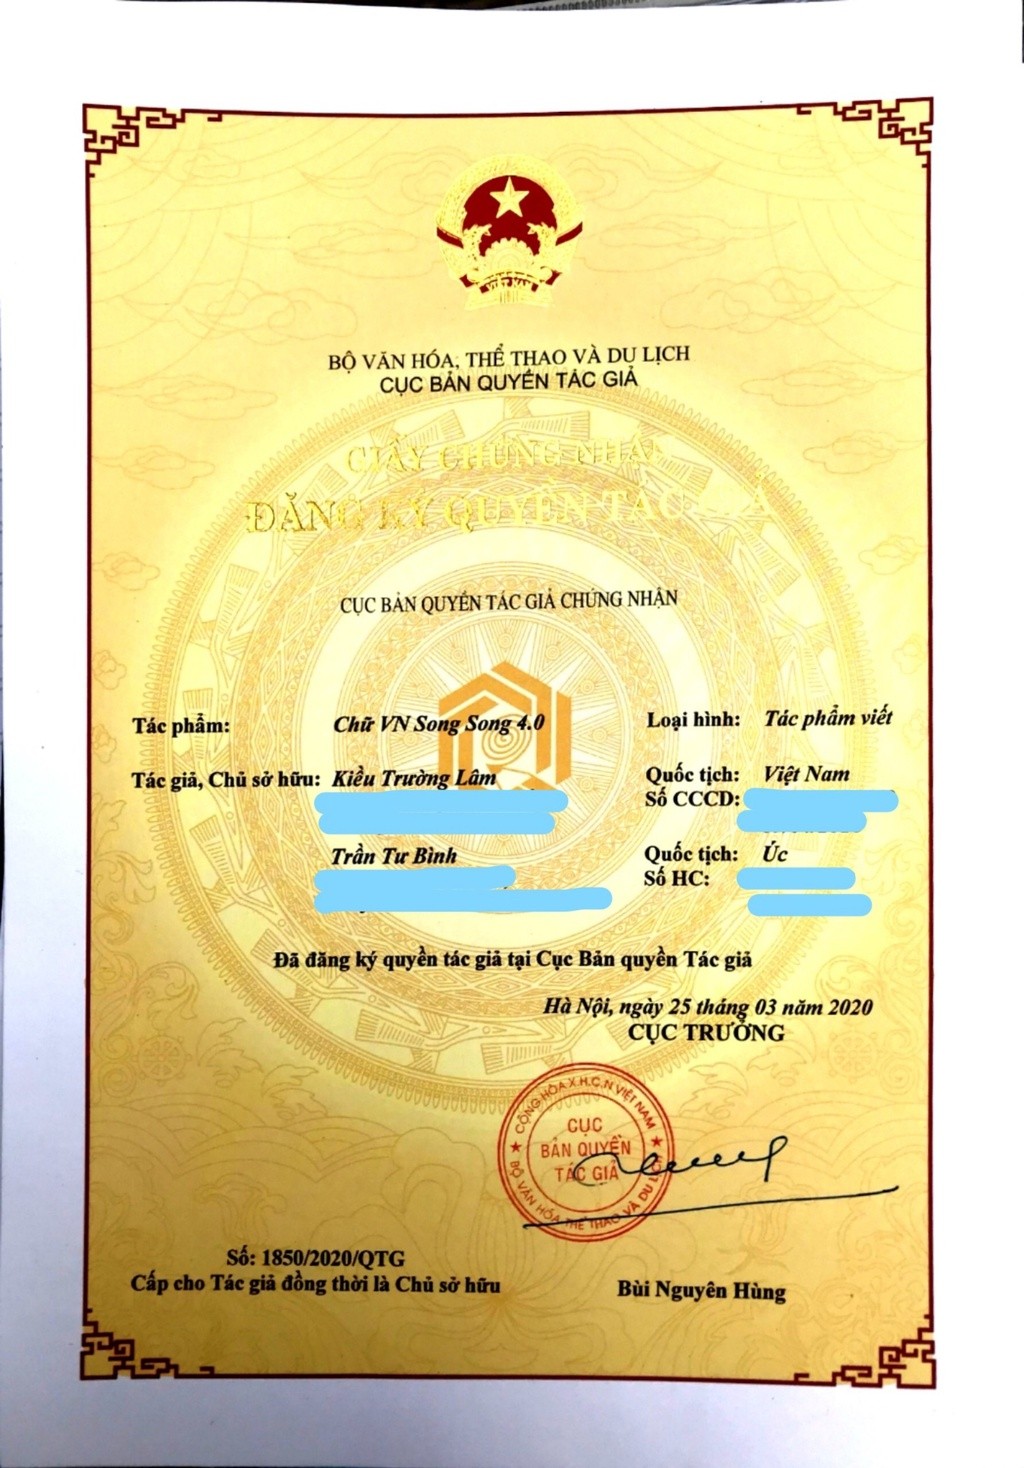 VIỆT NAM
BỘ VĂN HÓA, THỂ THAO VÀ DU LỊCH
CỤC BẢN QUYỀN TÁC GIẢ
GIẤY CHỨNG NHẬN
ĐĂNG KÝ QUYỀN TÁC GIẢ
CỤC BẢN QUYỀN TÁC GIẢ CHỨNG NHẬN
Tác phẩm: Chữ VN Song Song 4.0 Loại hình: Tác phẩm viết
Tác giả, Chủ sở hữu: Kiều Trường Lâm Quốc tịch: Việt Nam
Số CCCD:
Trần Tư Bình Quốc tịch: Úc
Số HC:
Đã đăng ký quyền tác giả tại Cục Bản quyền Tác giả
Hà Nội, ngày 25 tháng 03 năm 2020
CỤC TRƯỞNG
CỘNG HÒA X.H.C.N VIỆT NAM
CỤC
BẢN QUYỀN
TÁC GIẢ
BỘ VĂN HÓA, THỂ THAO VÀ DU LỊCH
Số: 1850/2020/QTG
Cấp cho Tác giả đồng thời là Chủ sở hữu
Bùi Nguyên Hùng